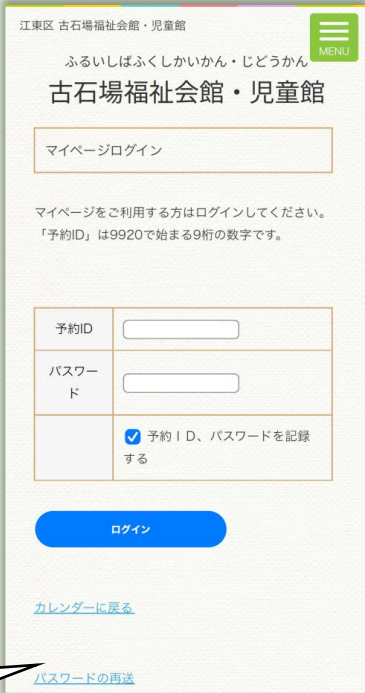 江東区 古石場福祉会館・児童館
MENU
ふるいしばふくしかいかん・じどうかん
古石場福祉会館・児童館
マイページログイン
マイページをご利用する方はログインしてください。
「予約ID」は9920で始まる9桁の数字です。
予約ID
パスワー
ド
予約ＩＤ、パスワードを記録
する
ログイン
カレンダーに戻る
パスワードの再送